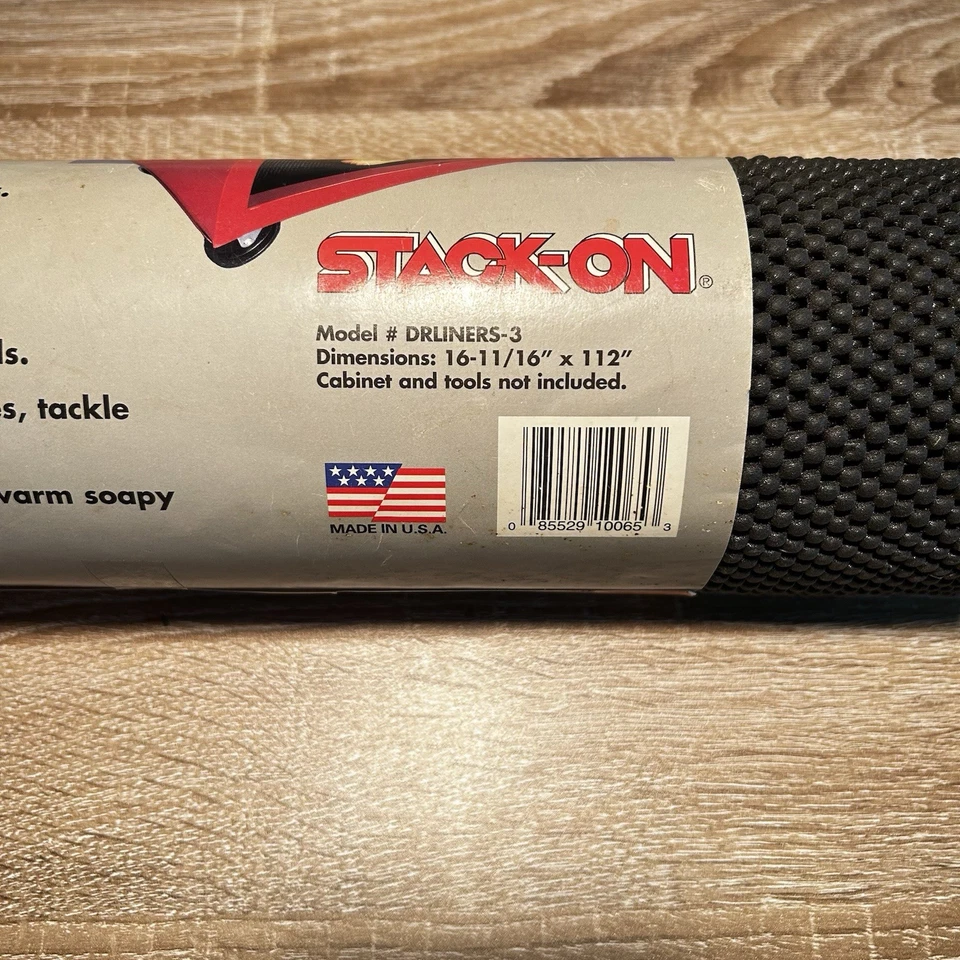 STACK-ON®
Model # DRLINERS-3
Dimensions: 16-11/16" x 112"
Cabinet and tools not included.
ls.
s, tackle
warm soapy
MADE IN U.S.A.
0 85529 10065 3